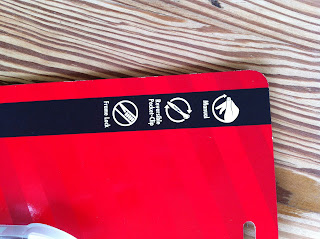 Manual
Reversible
Pocket-Clip
Frame Lock